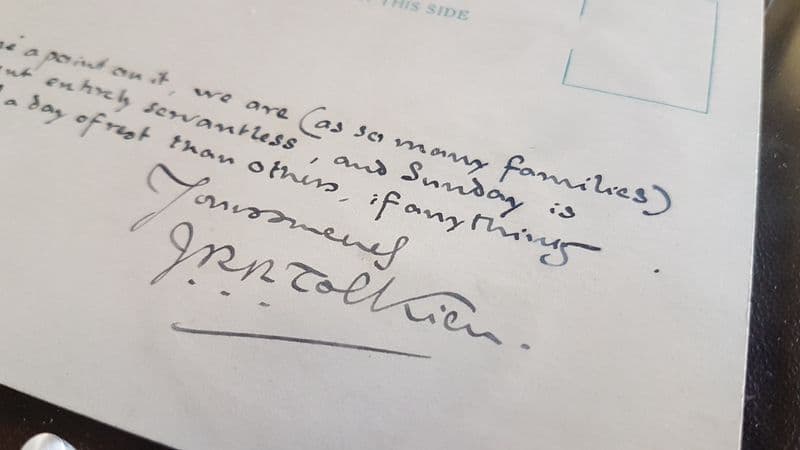 THIS SIDE
a point on it, we are (as so many families)
entirely servantless, and Sunday is
a day of rest than others, if anything.
Yours sincerely
J.R.R. Tolkien.